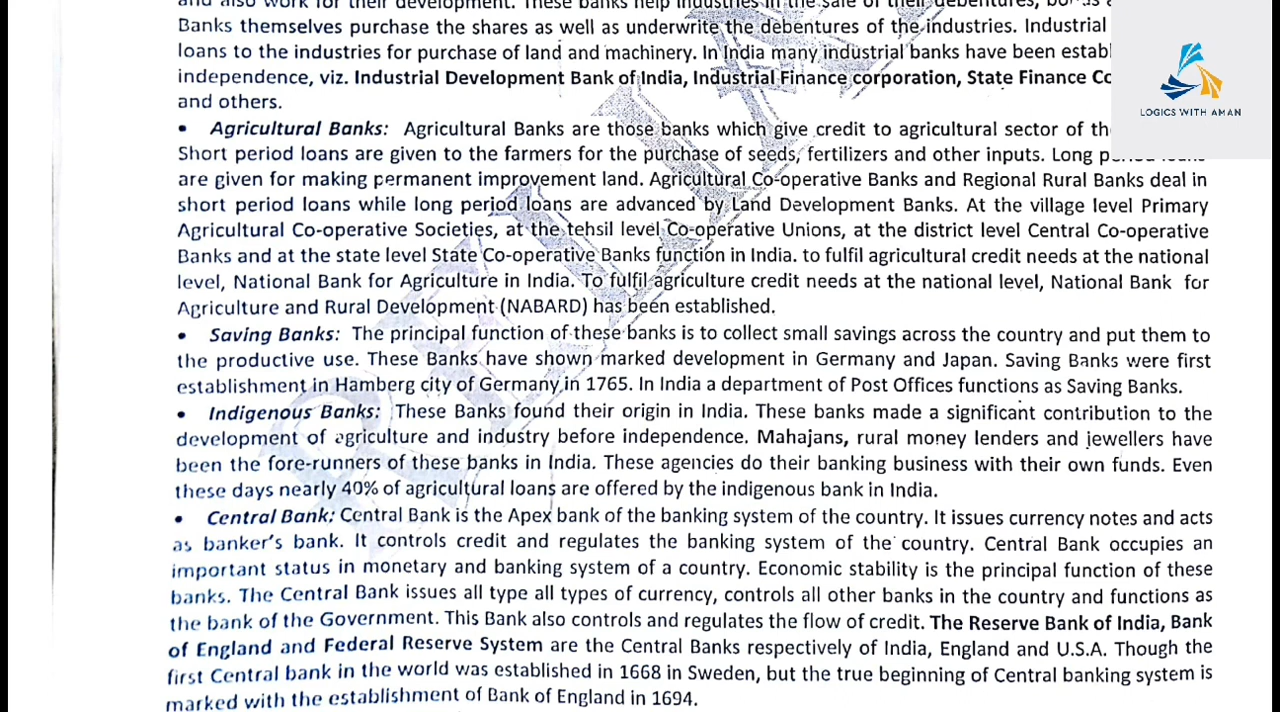 and also work for their development. These banks help industries in the sale of their debentures,
Banks themselves purchase the shares as well as underwrite the debentures of the industries. Industrial
loans to the industries for purchase of land and machinery. In India many industrial banks have been
independence, viz. Industrial Development Bank of India, Industrial Finance corporation, State Finance
and others.
LOGICS WITH AMAN
• Agricultural Banks: Agricultural Banks are those banks which give credit to agricultural sector of
Short period loans are given to the farmers for the purchase of seeds, fertilizers and other inputs. Long
are given for making permanent improvement land. Agricultural Co-operative Banks and Regional Rural Banks deal in
short period loans while long period loans are advanced by Land Development Banks. At the village level Primary
Agricultural Co-operative Societies, at the tehsil level Co-operative Unions, at the district level Central Co-operative
Banks and at the state level State Co-operative Banks function in India. to fulfil agricultural credit needs at the national
level, National Bank for Agriculture in India. To fulfil agriculture credit needs at the national level, National Bank for
Agriculture and Rural Development (NABARD) has been established.
• Saving Banks: The principal function of these banks is to collect small savings across the country and put them to
the productive use. These Banks have shown marked development in Germany and Japan. Saving Banks were first
establishment in Hamberg city of Germany in 1765. In India a department of Post Offices functions as Saving Banks.
• Indigenous Banks: These Banks found their origin in India. These banks made a significant contribution to the
development of agriculture and industry before independence. Mahajans, rural money lenders and jewellers have
been the fore-runners of these banks in India. These agencies do their banking business with their own funds. Even
these days nearly 40% of agricultural loans are offered by the indigenous bank in India.
• Central Bank: Central Bank is the Apex bank of the banking system of the country. It issues currency notes and acts
as banker's bank. It controls credit and regulates the banking system of the country. Central Bank occupies an
important status in monetary and banking system of a country. Economic stability is the principal function of these
banks. The Central Bank issues all type all types of currency, controls all other banks in the country and functions as
the bank of the Government. This Bank also controls and regulates the flow of credit. The Reserve Bank of India, Bank
of England and Federal Reserve System are the Central Banks respectively of India, England and U.S.A. Though the
first Central bank in the world was established in 1668 in Sweden, but the true beginning of Central banking system is
marked with the establishment of Bank of England in 1694.